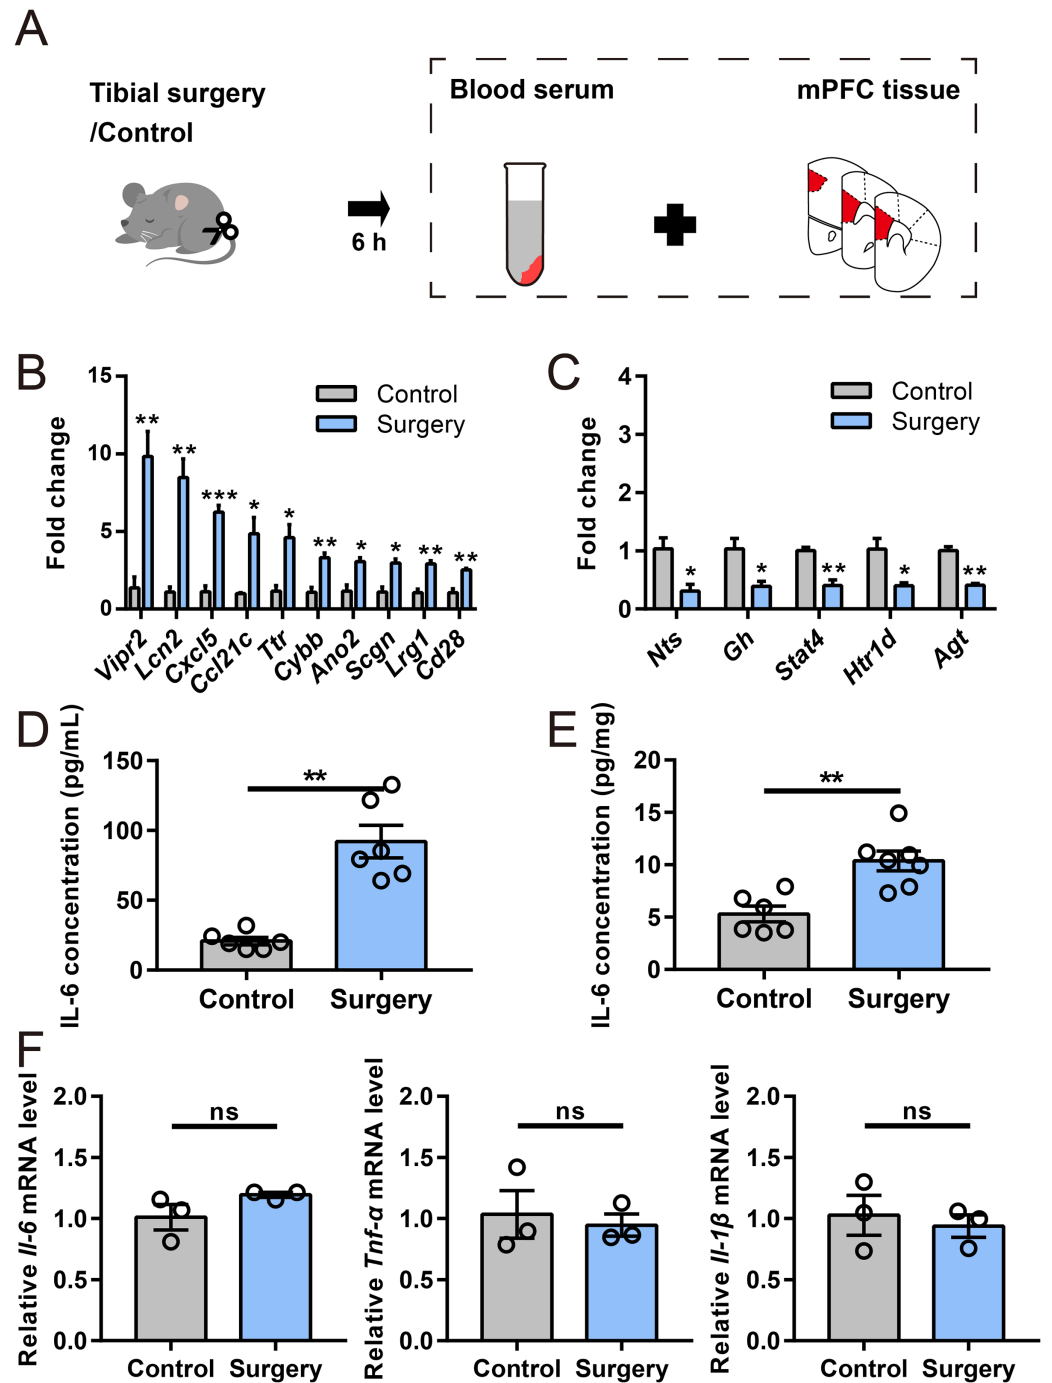 A
Tibial surgery
/Control
6 h
Blood serum
mPFC tissue
B
Fold change
15
10
5
0
Control
Surgery
**
**
***
*
*
**
*
*
**
**
Vipr2
Lcn2
Cxcl5
Ccl21c
Ttr
Cybb
Ano2
Scgn
Lrg1
Cd28
C
Fold change
4
3
2
1
0
Control
Surgery
*
*
**
*
**
Nts
Gh
Stat4
Htr1d
Agt
D
IL-6 concentration (pg/mL)
150
100
50
0
**
Control
Surgery
E
IL-6 concentration (pg/mg)
20
15
10
5
0
**
Control
Surgery
F
Relative Il-6 mRNA level
2.0
1.5
1.0
0.5
0.0
ns
Control
Surgery
Relative Tnf-α mRNA level
2.0
1.5
1.0
0.5
0.0
ns
Control
Surgery
Relative Il-1β mRNA level
2.0
1.5
1.0
0.5
0.0
ns
Control
Surgery